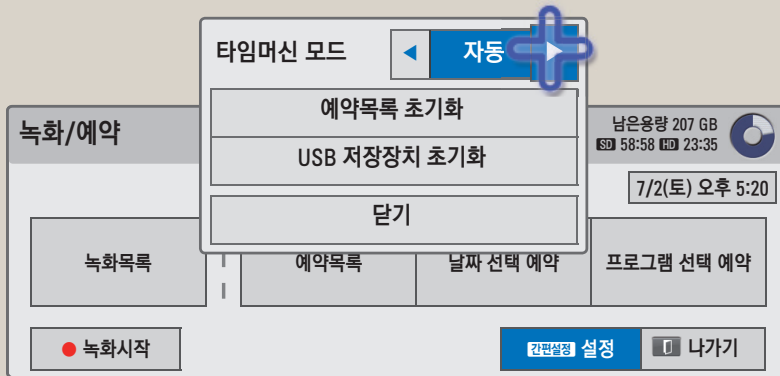 타임머신 모드 ◀ 자동 ▶
예약목록 초기화
USB 저장장치 초기화
닫기
녹화/예약
남은용량 207 GB
SD 58:58 HD 23:35
7/2(토) 오후 5:20
녹화목록 예약목록 날짜 선택 예약 프로그램 선택 예약
● 녹화시작 간편설정 설정 나가기